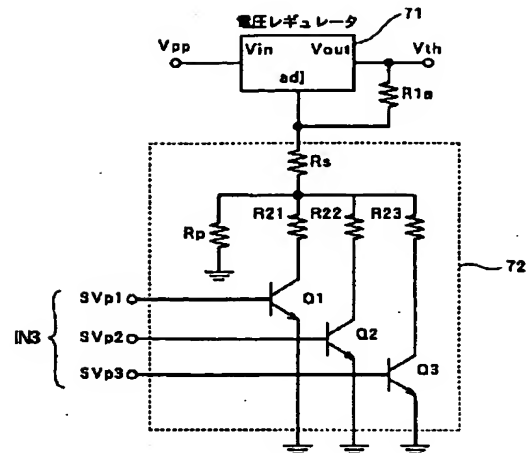 電圧レギュレータ
71
Vpp
Vin
Vout
Vth
adj
R1a
Rs
Rp
R21
R22
R23
72
SVp1
Q1
IN3
SVp2
Q2
SVp3
Q3